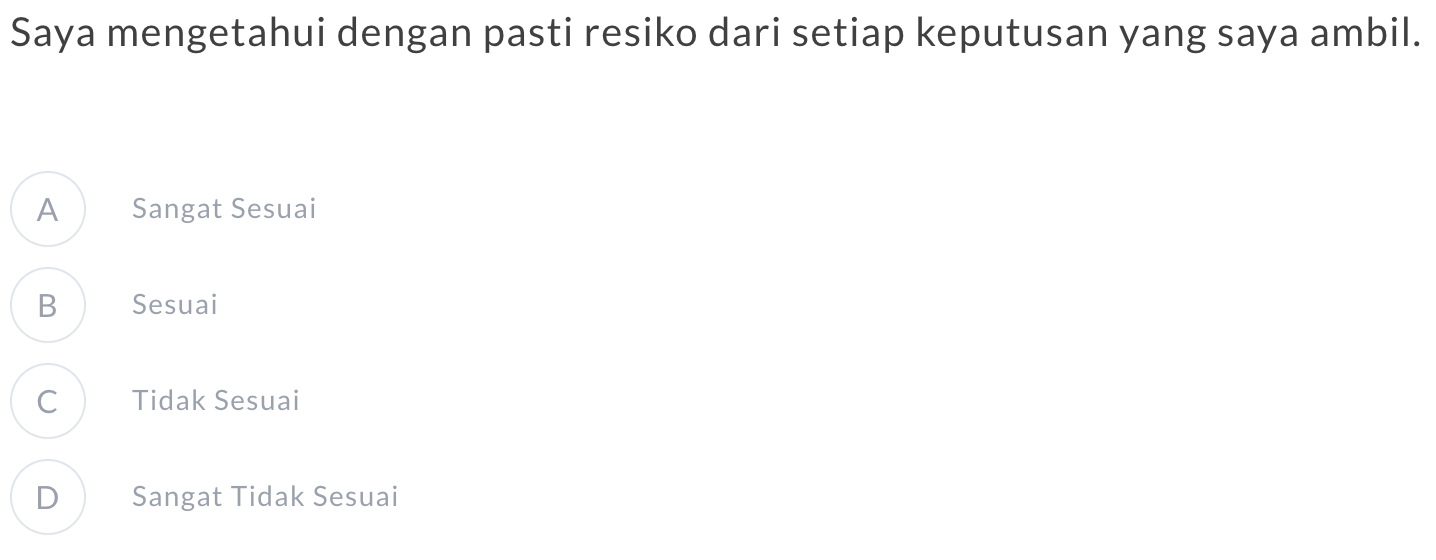 Saya mengetahui dengan pasti resiko dari setiap keputusan yang saya ambil.
A Sangat Sesuai
B Sesuai
C Tidak Sesuai
D Sangat Tidak Sesuai